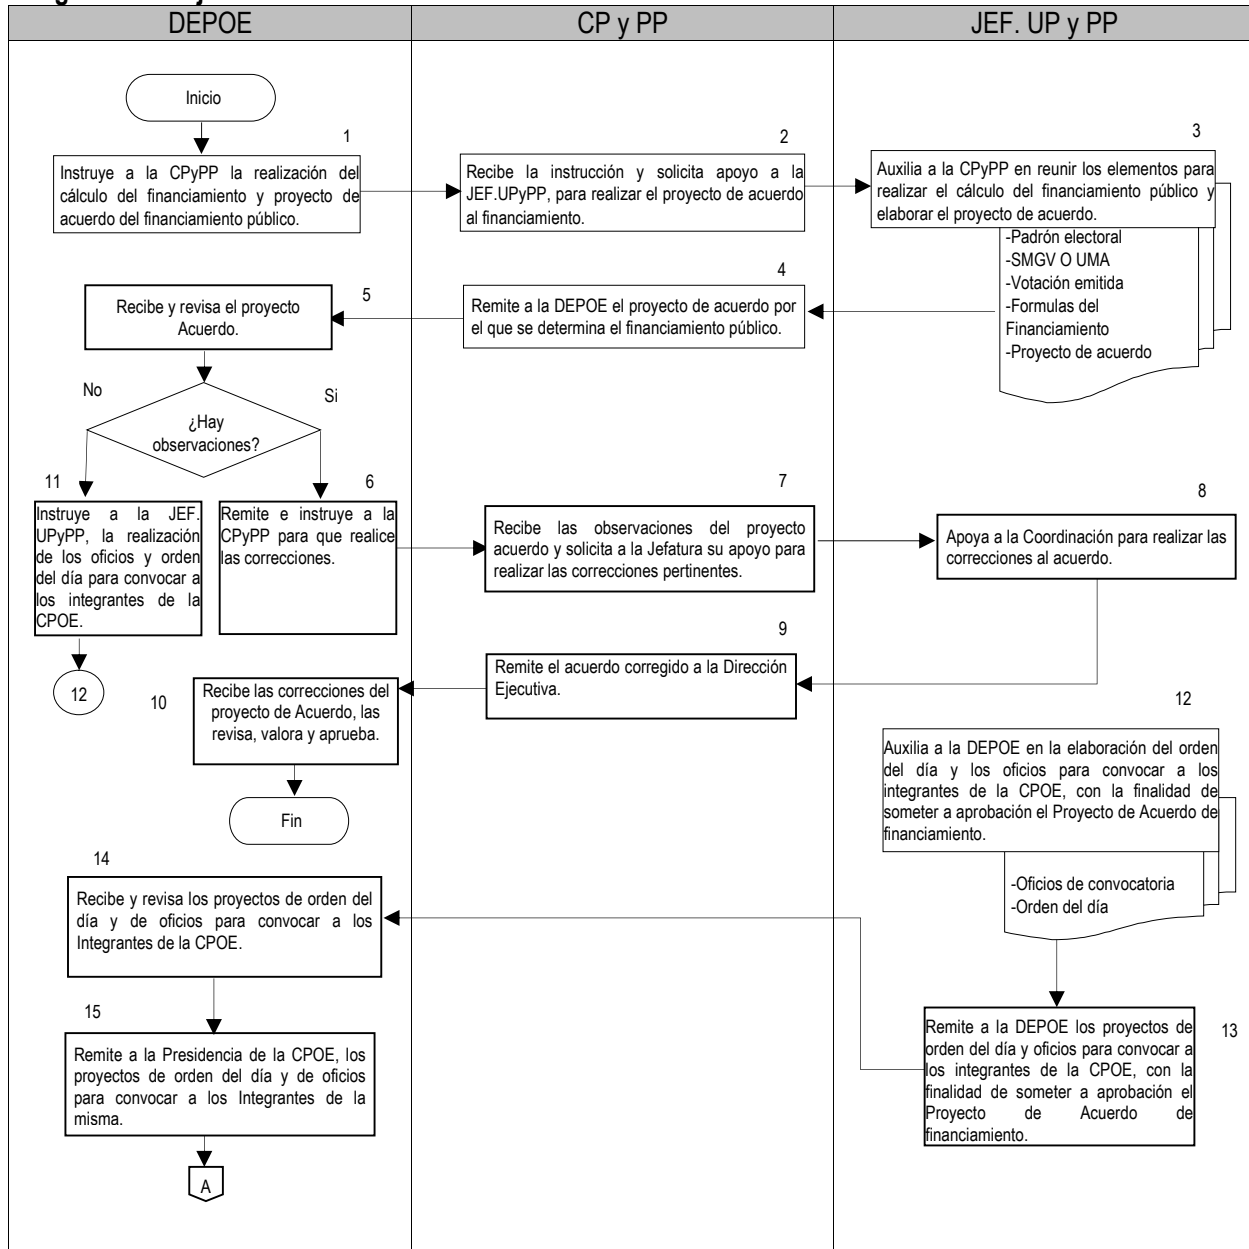 DEPOE
CP y PP
JEF. UP y PP
Inicio
1
Instruye a la CPyPP la realización del
cálculo del financiamiento y proyecto de
acuerdo del financiamiento público.
2
Recibe la instrucción y solicita apoyo a la
JEF.UPyPP, para realizar el proyecto de acuerdo
al financiamiento.
3
Auxilia a la CPyPP en reunir los elementos para
realizar el cálculo del financiamiento público y
elaborar el proyecto de acuerdo.
-Padrón electoral
-SMGV O UMA
-Votación emitida
-Formulas del
Financiamiento
-Proyecto de acuerdo
4
Remite a la DEPOE el proyecto de acuerdo por
el que se determina el financiamiento público.
5
Recibe y revisa el proyecto
Acuerdo.
No
Si
¿Hay
observaciones?
11
Instruye a la JEF.
UPyPP, la realización
de los oficios y orden
del día para convocar a
los integrantes de la
CPOE.
12
6
Remite e instruye a la
CPyPP para que realice
las correcciones.
7
Recibe las observaciones del proyecto
acuerdo y solicita a la Jefatura su apoyo para
realizar las correcciones pertinentes.
8
Apoya a la Coordinación para realizar las
correcciones al acuerdo.
9
Remite el acuerdo corregido a la Dirección
Ejecutiva.
10
Recibe las correcciones del
proyecto de Acuerdo, las
revisa, valora y aprueba.
Fin
12
Auxilia a la DEPOE en la elaboración del orden
del día y los oficios para convocar a los
integrantes de la CPOE, con la finalidad de
someter a aprobación el Proyecto de Acuerdo de
financiamiento.
-Oficios de convocatoria
-Orden del día
13
Remite a la DEPOE los proyectos de
orden del día y oficios para convocar a
los integrantes de la CPOE, con la
finalidad de someter a aprobación el
Proyecto de Acuerdo de
financiamiento.
14
Recibe y revisa los proyectos de orden del
día y de oficios para convocar a los
Integrantes de la CPOE.
15
Remite a la Presidencia de la CPOE, los
proyectos de orden del día y de oficios
para convocar a los Integrantes de la
misma.
A